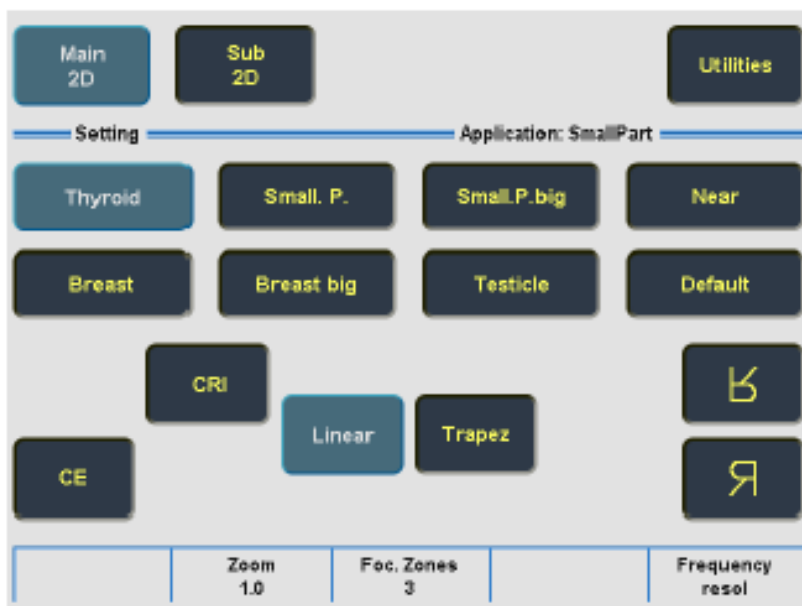 Main
2D
Sub
2D
Utilities
Setting
Application: SmallPart
Thyroid
Small. P.
Small.P.big
Near
Breast
Breast big
Testicle
Default
CRI
Linear
Trapez
CE
R
R
Zoom
1.0
Foc. Zones
3
Frequency
resol